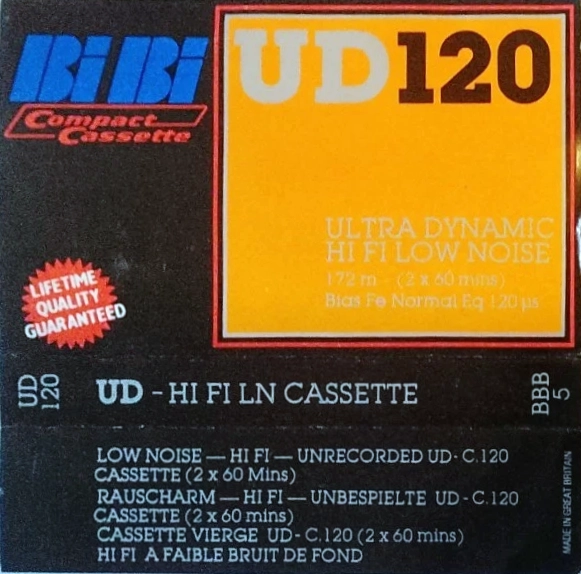 BiBi
Compact
Cassette
UD120
ULTRA DYNAMIC
HI FI LOW NOISE
172 m - (2 x 60 mins)
Bias Fe Normal Eq 120 µs
LIFETIME
QUALITY
GUARANTEED
UD
120
UD - HI FI LN CASSETTE
BBB
5
LOW NOISE — HI FI — UNRECORDED UD - C.120
CASSETTE (2 x 60 Mins)
RAUSCHARM — HI FI — UNBESPIELTE UD - C.120
CASSETTE (2 x 60 mins)
CASSETTE VIERGE UD - C.120 (2 x 60 mins)
HI FI A FAIBLE BRUIT DE FOND
MADE IN GREAT BRITAIN